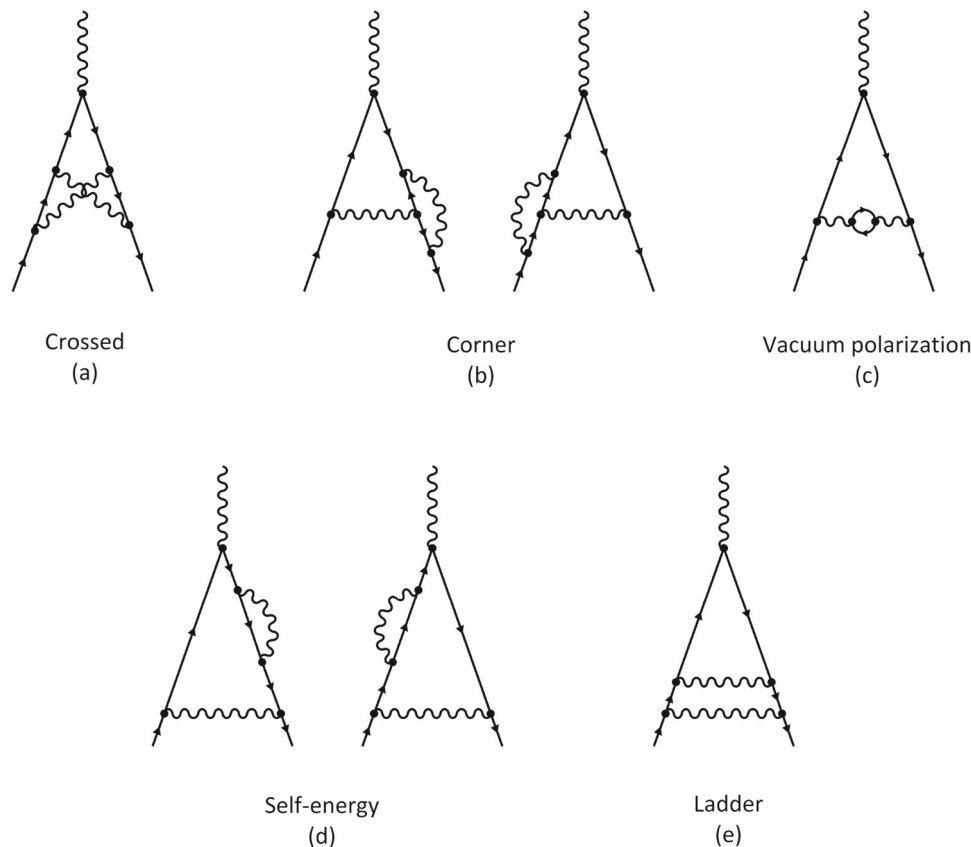 Crossed
(a)
Corner
(b)
Vacuum polarization
(c)
Self-energy
(d)
Ladder
(e)